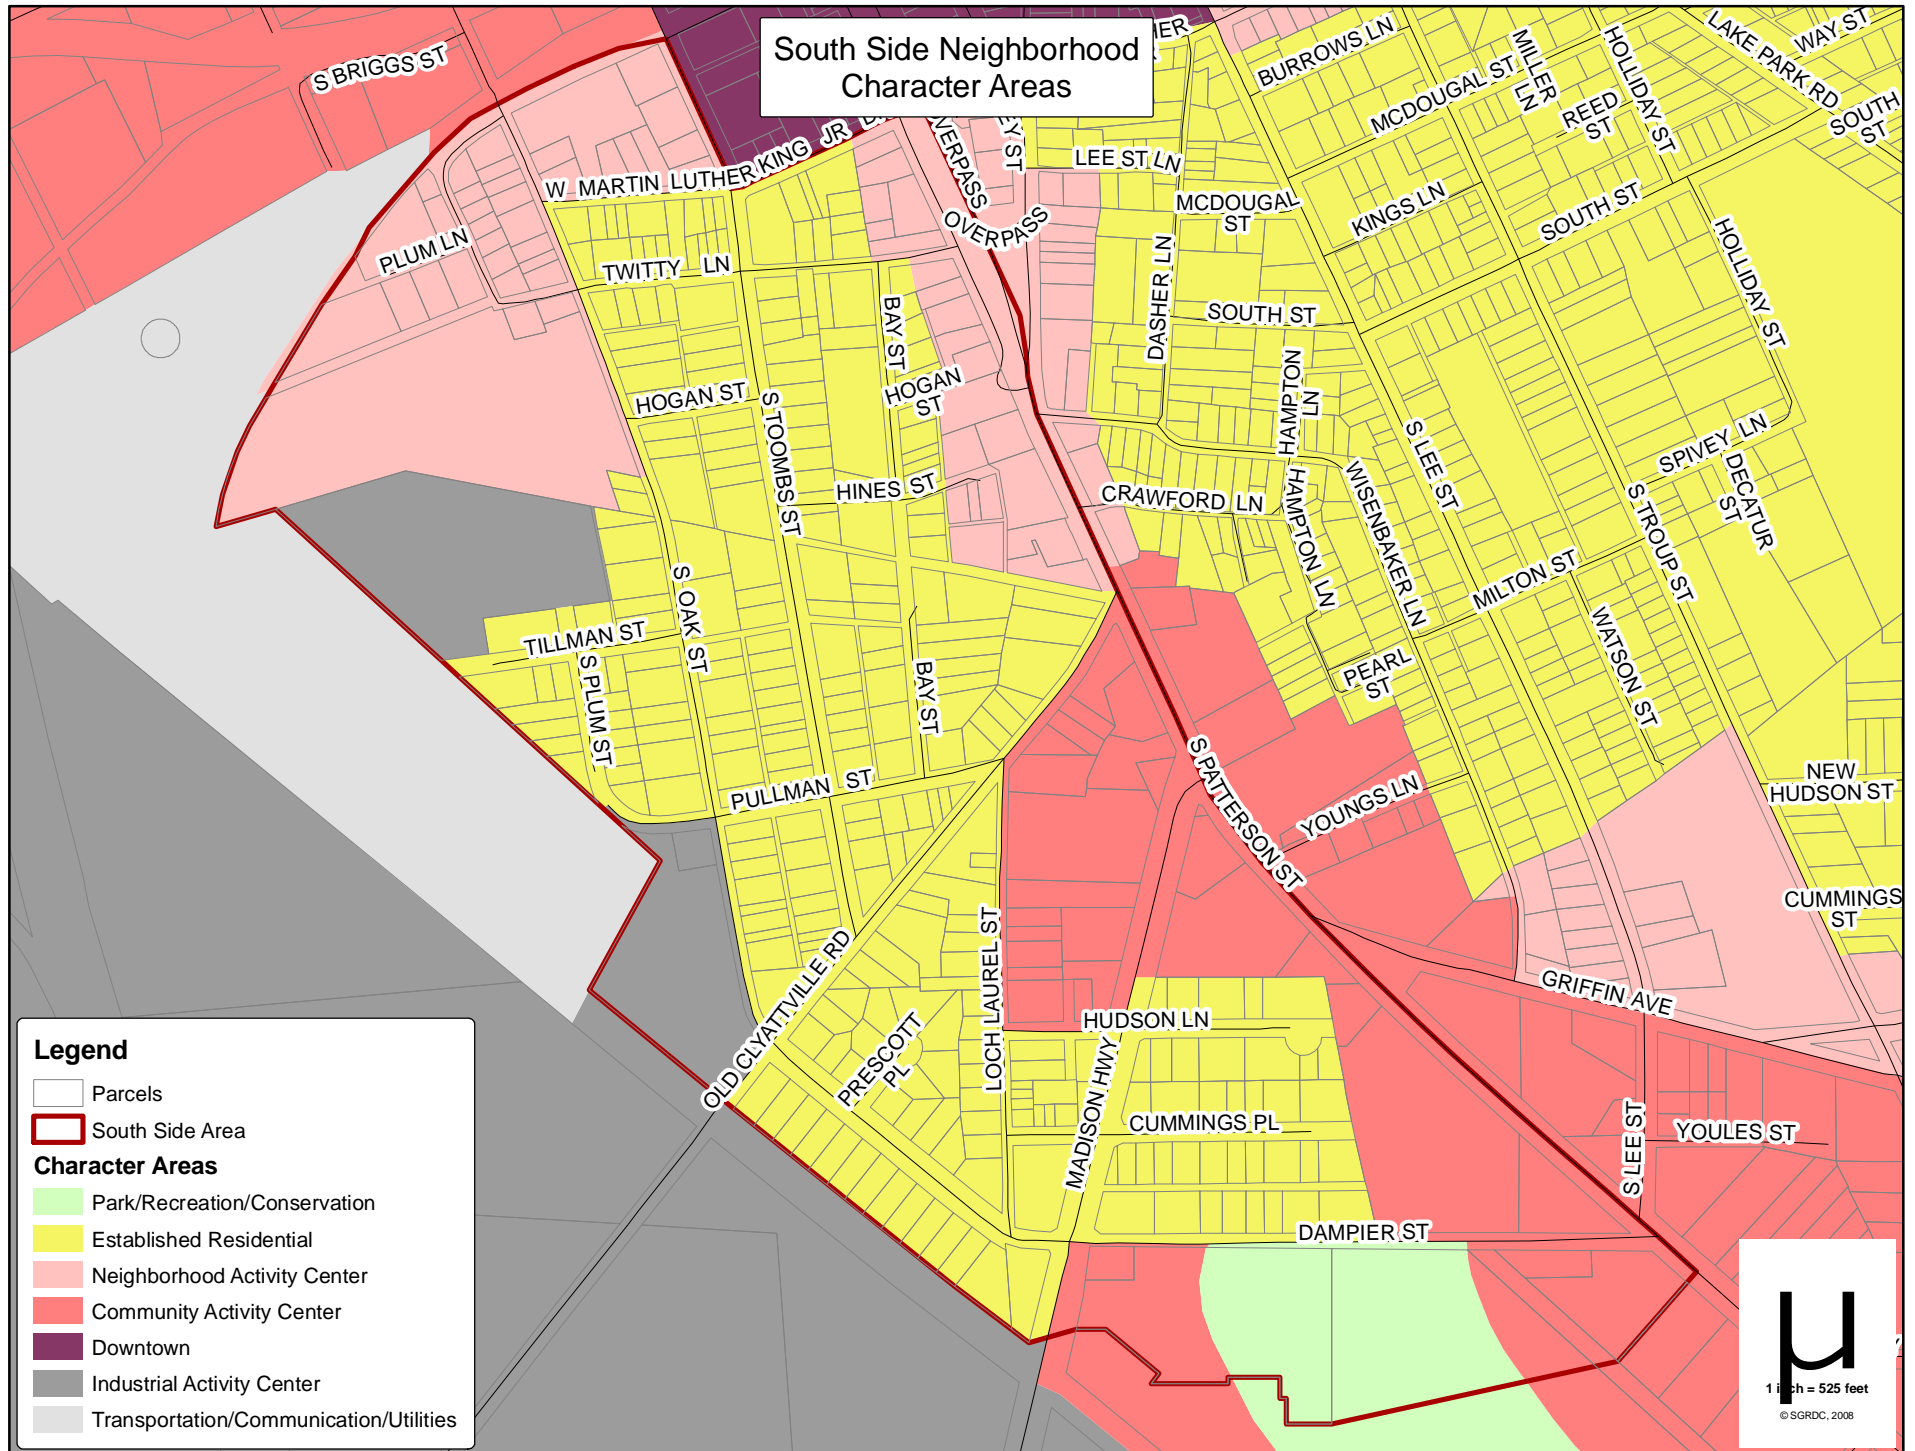 South Side Neighborhood
Character Areas
S BRIGGS ST
BURROWS LN
MCDOUGAL ST
MILLER
LN
REED
ST
HOLLIDAY ST
LAKE PARK RD
WAY ST
SOUTH
ST
W MARTIN LUTHER KING JR
OVERPASS
LEE ST LN
MCDOUGAL
ST
KINGS LN
SOUTH ST
HOLLIDAY ST
PLUM LN
TWITTY LN
BAY ST
DASHER LN
SOUTH ST
HAMPTON
LN
HOGAN ST
HOGAN
ST
S TOOMBS ST
HINES ST
CRAWFORD LN
HAMPTON LN
WISENBAKER LN
S LEE ST
SPIVEY LN
DECATUR
ST
S TROUP ST
MILTON ST
WATSON ST
S OAK ST
TILLMAN ST
S PLUM ST
BAY ST
PEARL
ST
PULLMAN ST
S PATTERSON ST
YOUNGS LN
NEW
HUDSON ST
CUMMINGS
ST
OLD CLYATTVILLE RD
LOCH LAUREL ST
PRESCOTT
PL
HUDSON LN
MADISON HWY
CUMMINGS PL
GRIFFIN AVE
S LEE ST
YOULES ST
DAMPIER ST
Legend
Parcels
South Side Area
Character Areas
Park/Recreation/Conservation
Established Residential
Neighborhood Activity Center
Community Activity Center
Downtown
Industrial Activity Center
Transportation/Communication/Utilities
µ
1 inch = 525 feet
© SGRDC, 2008